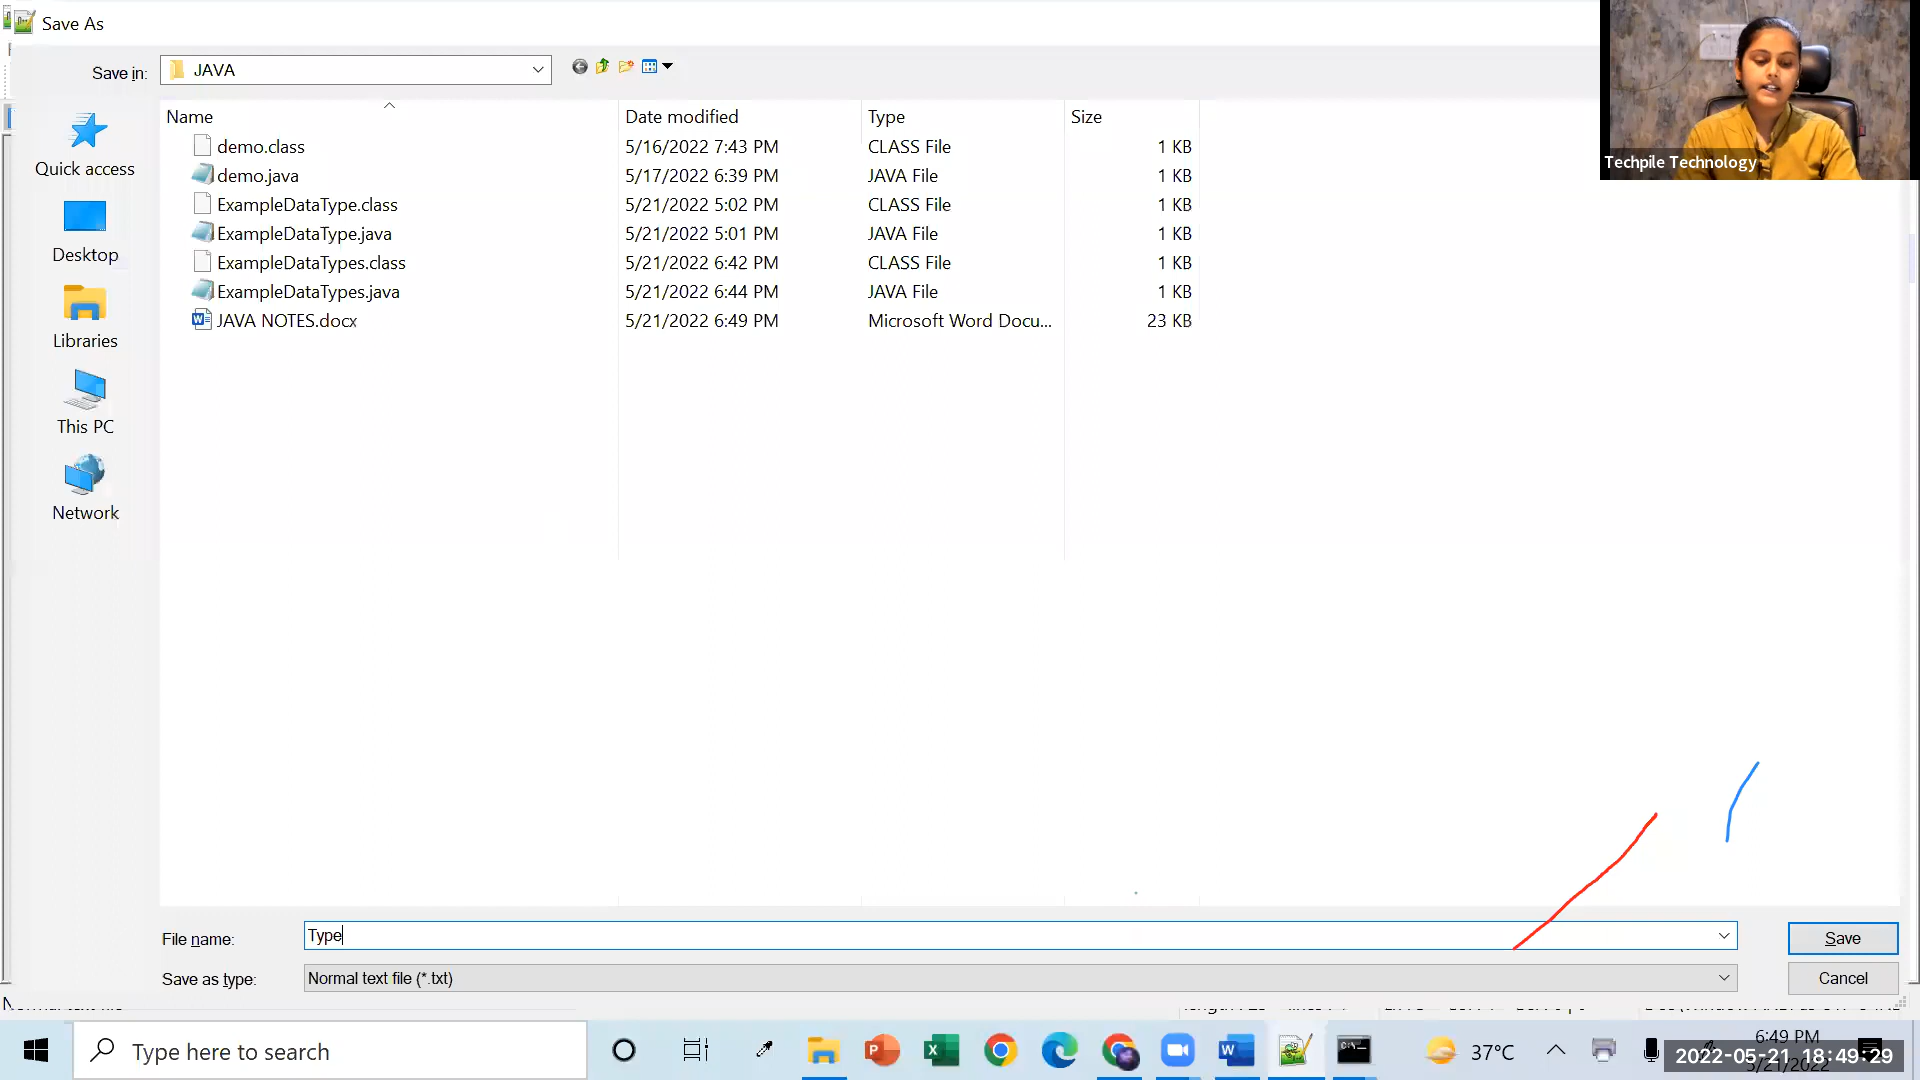 Save As
Save in:
JAVA
Techpile Technology
Quick access
Desktop
Libraries
This PC
Network
Name Date modified Type Size
demo.class 5/16/2022 7:43 PM CLASS File 1 KB
demo.java 5/17/2022 6:39 PM JAVA File 1 KB
ExampleDataType.class 5/21/2022 5:02 PM CLASS File 1 KB
ExampleDataType.java 5/21/2022 5:01 PM JAVA File 1 KB
ExampleDataTypes.class 5/21/2022 6:42 PM CLASS File 1 KB
ExampleDataTypes.java 5/21/2022 6:44 PM JAVA File 1 KB
JAVA NOTES.docx 5/21/2022 6:49 PM Microsoft Word Docu... 23 KB
File name: Type
Save
Save as type: Normal text file (*.txt)
Cancel
Type here to search
37°C
6:49 PM
5/21/2022
2022-05-21 18:49:29